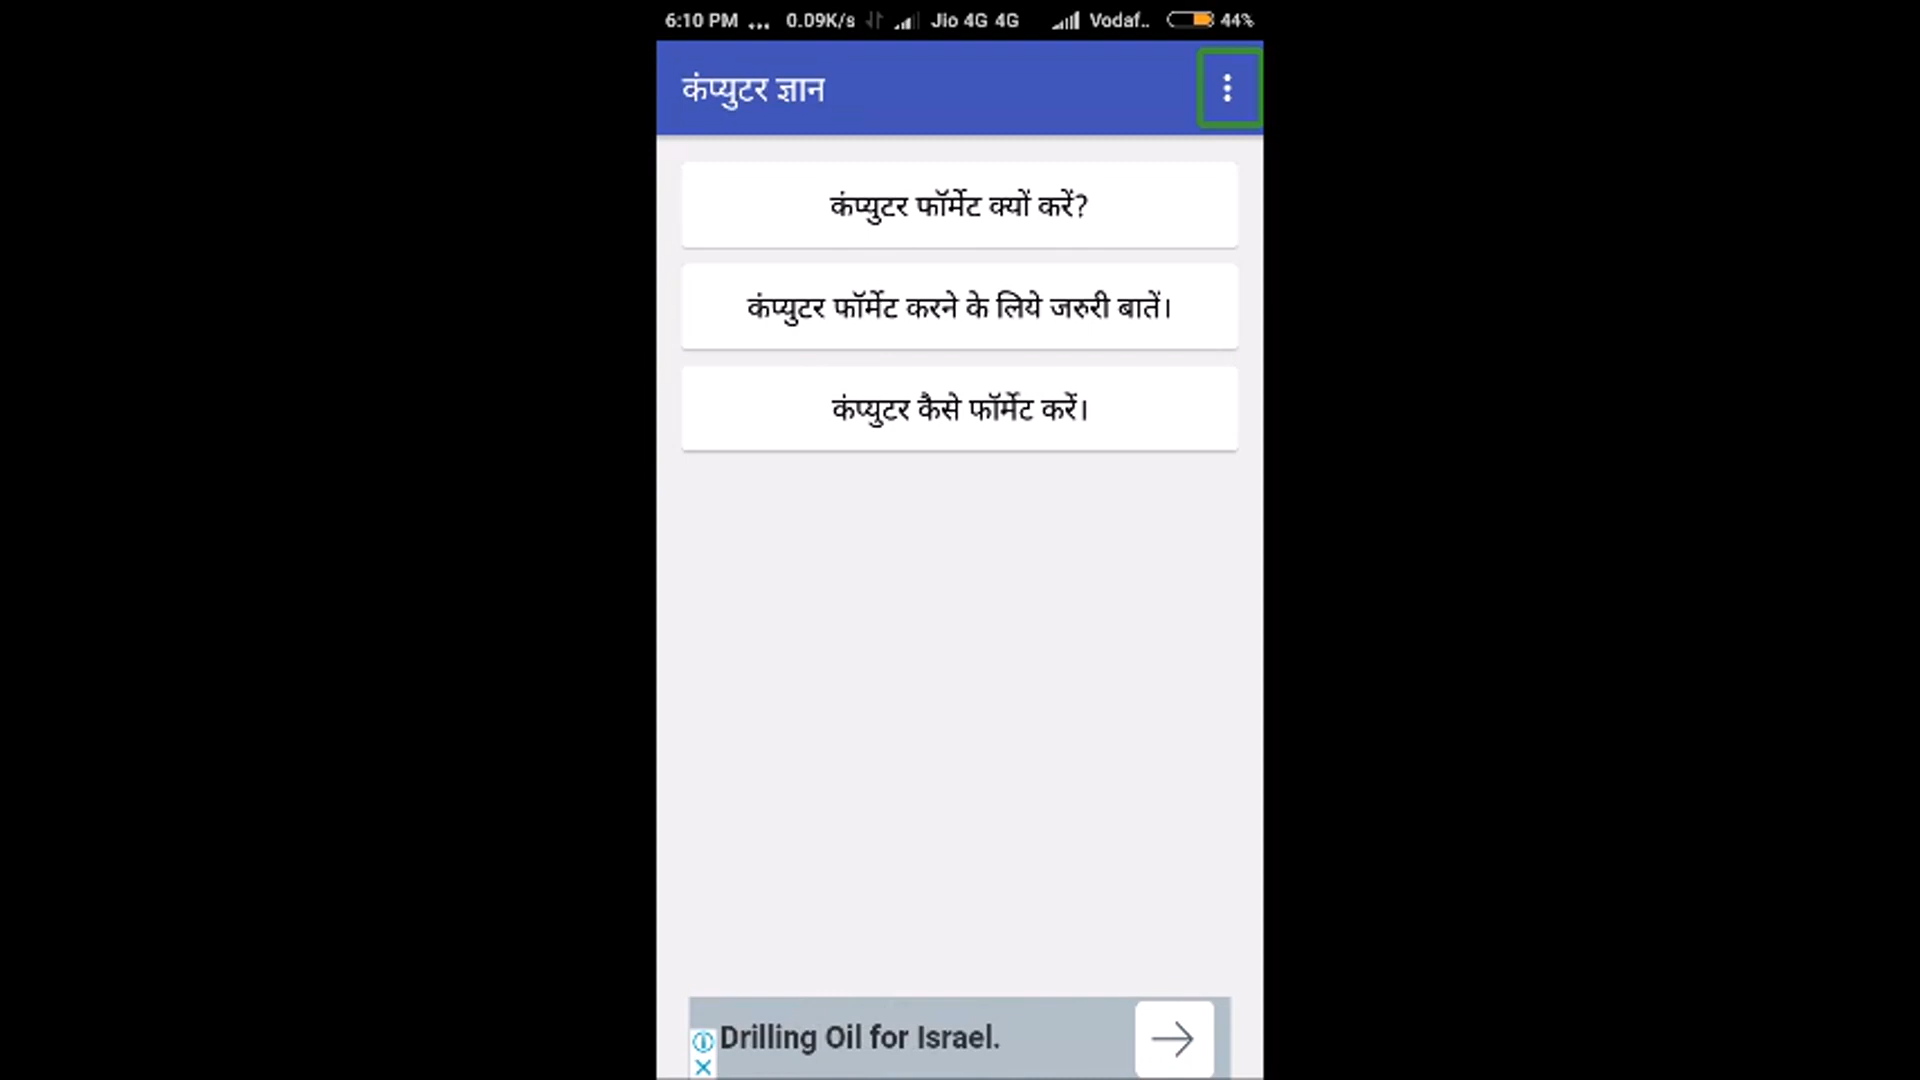 6:10 PM ... 0.09K/s Jio 4G 4G Vodaf.. 44%
कंप्युटर ज्ञान
कंप्युटर फॉर्मेट क्यों करें?
कंप्युटर फॉर्मेट करने के लिये जरुरी बातें।
कंप्युटर कैसे फॉर्मेट करें।
Drilling Oil for Israel.